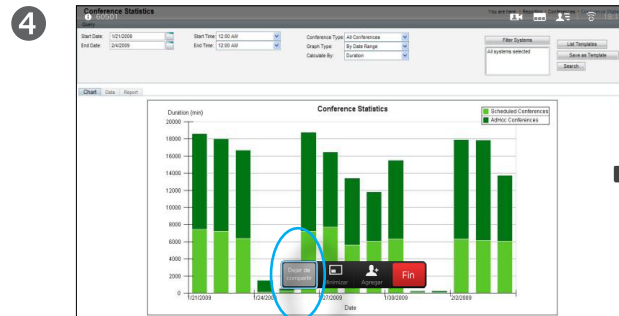 4
Conference Statistics
60501
Query
Start Date: 1/21/2009
Start Time: 12:00 AM
Conference Type: All Conferences
Filter Systems
List Templates
End Date: 2/4/2009
End Time: 12:00 AM
Graph Type: By Date Range
All systems selected
Save as Template
Calculate By: Duration
Search
Chart Data Report
Duration (min)
Conference Statistics
Scheduled Conferences
AdHoc Conferences
20000
18000
16000
14000
12000
10000
8000
6000
4000
2000
0
Dejar de compartir
Minimizar
Agregar
Fin
1/21/2009
1/24/2009
1/27/2009
1/30/2009
2/2/2009
Date